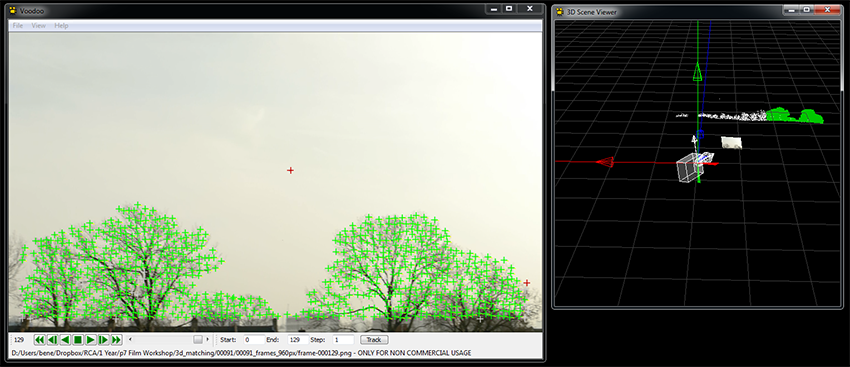 Voodoo
File View Help
129 Start: 0 End: 129 Step: 1 Track
D:/Users/bene/Dropbox/RCA/1 Year/p7 Film Workshop/3d_matching/00091/00091_frames_960px/frame-000129.png - ONLY FOR NON COMMERCIAL USAGE
3D Scene Viewer